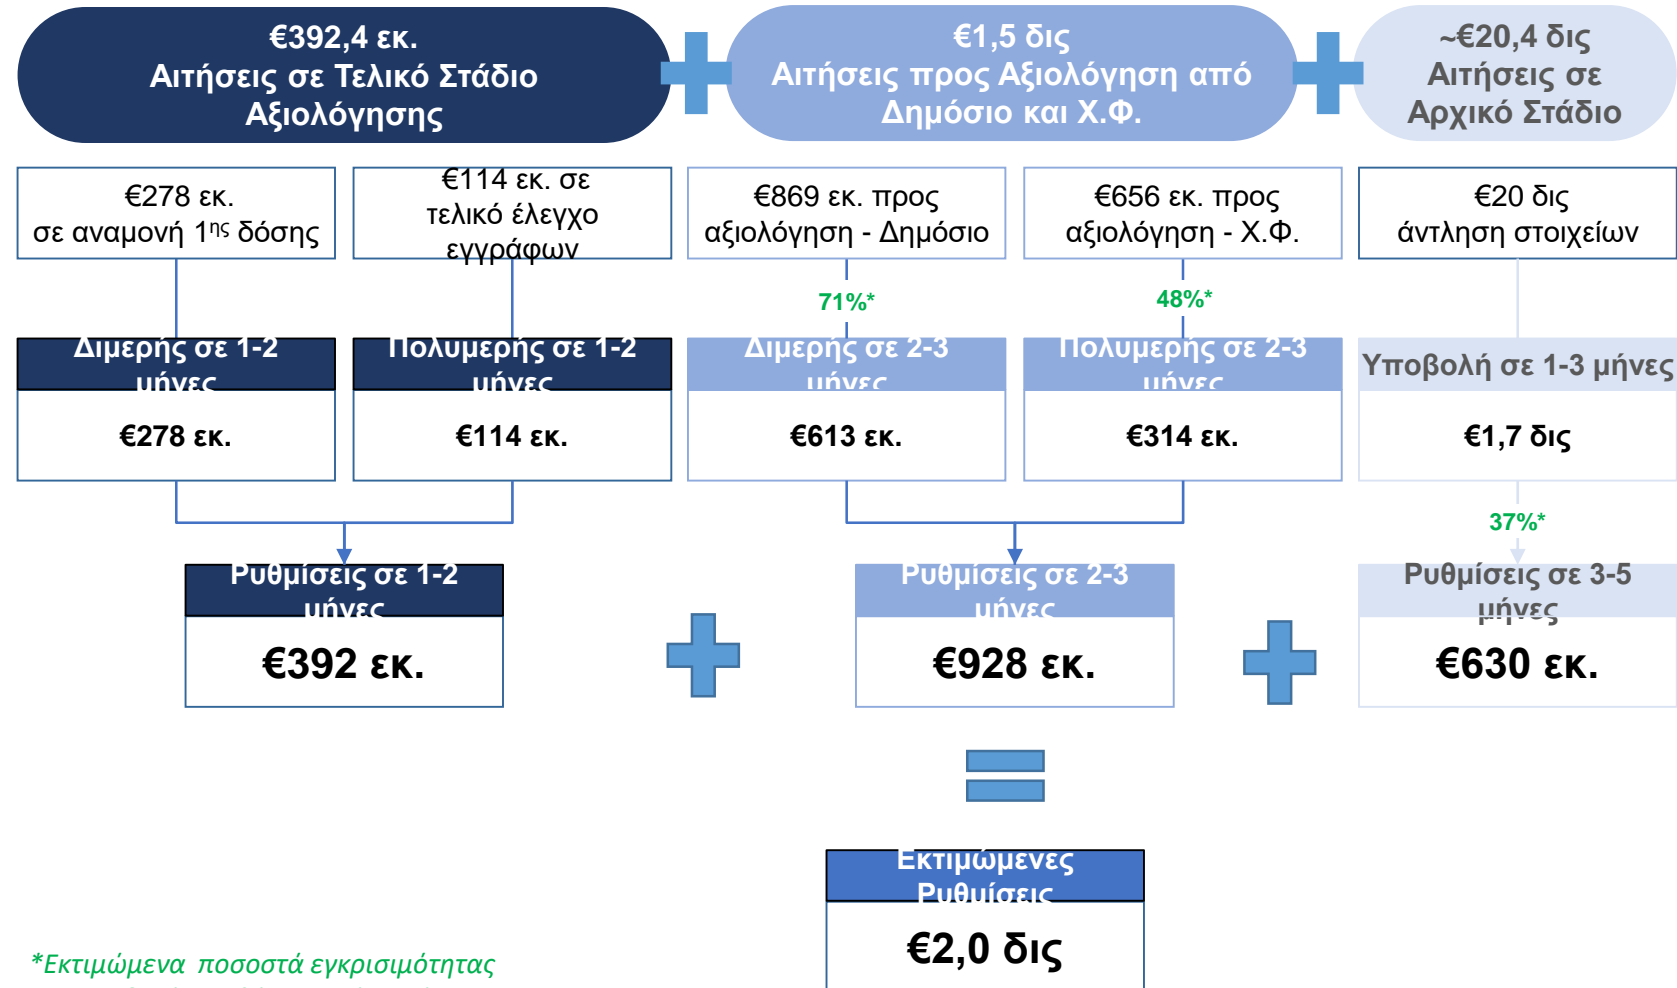 €392,4 εκ.
Αιτήσεις σε Τελικό Στάδιο
Αξιολόγησης
€1,5 δις
Αιτήσεις προς Αξιολόγηση από
Δημόσιο και Χ.Φ.
~€20,4 δις
Αιτήσεις σε
Αρχικό Στάδιο
€278 εκ.
σε αναμονή 1ης δόσης
€114 εκ. σε
τελικό έλεγχο
εγγράφων
€869 εκ. προς
αξιολόγηση - Δημόσιο
€656 εκ. προς
αξιολόγηση - Χ.Φ.
€20 δις
άντληση στοιχείων
71%*
48%*
Διμερής σε 1-2
μήνες
€278 εκ.
Πολυμερής σε 1-2
μήνες
€114 εκ.
Διμερής σε 2-3
μήνες
€613 εκ.
Πολυμερής σε 2-3
μήνες
€314 εκ.
Υποβολή σε 1-3 μήνες
€1,7 δις
37%*
Ρυθμίσεις σε 1-2
μήνες
€392 εκ.
Ρυθμίσεις σε 2-3
μήνες
€928 εκ.
Ρυθμίσεις σε 3-5
μήνες
€630 εκ.
Εκτιμώμενες
Ρυθμίσεις
€2,0 δις
*Εκτιμώμενα ποσοστά εγκρισιμότητας